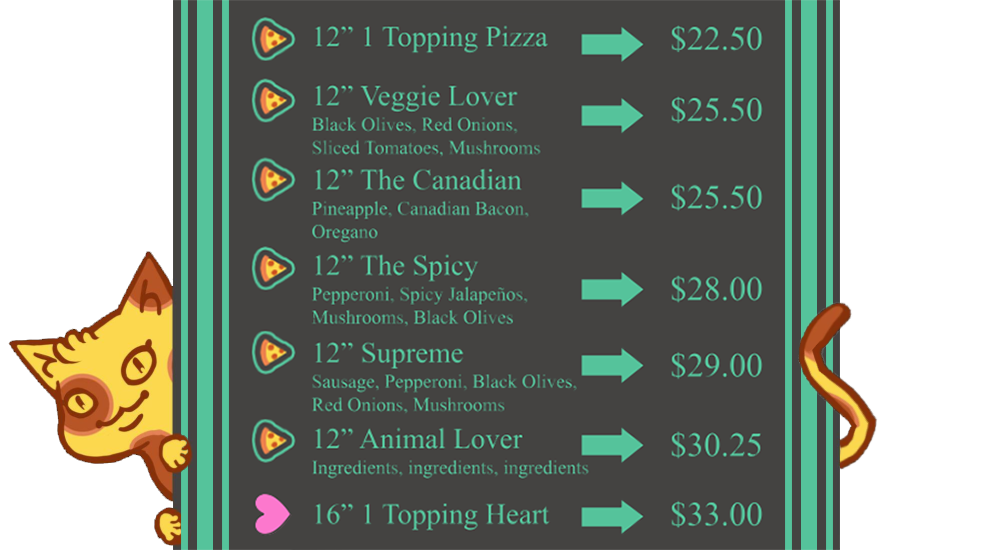 12” 1 Topping Pizza $22.50
12” Veggie Lover $25.50
Black Olives, Red Onions,
Sliced Tomatoes, Mushrooms
12” The Canadian $25.50
Pineapple, Canadian Bacon,
Oregano
12” The Spicy $28.00
Pepperoni, Spicy Jalapeños,
Mushrooms, Black Olives
12” Supreme $29.00
Sausage, Pepperoni, Black Olives,
Red Onions, Mushrooms
12” Animal Lover $30.25
Ingredients, ingredients, ingredients
16” 1 Topping Heart $33.00